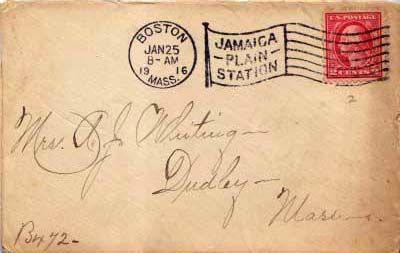 BOSTON
JAN 25
8-AM
1916
MASS.
JAMAICA
PLAIN
STATION
U.S. POSTAGE
2 CENTS 2
2
Mrs. A. J. Whiting
Dudley
Mass.
Bx 72